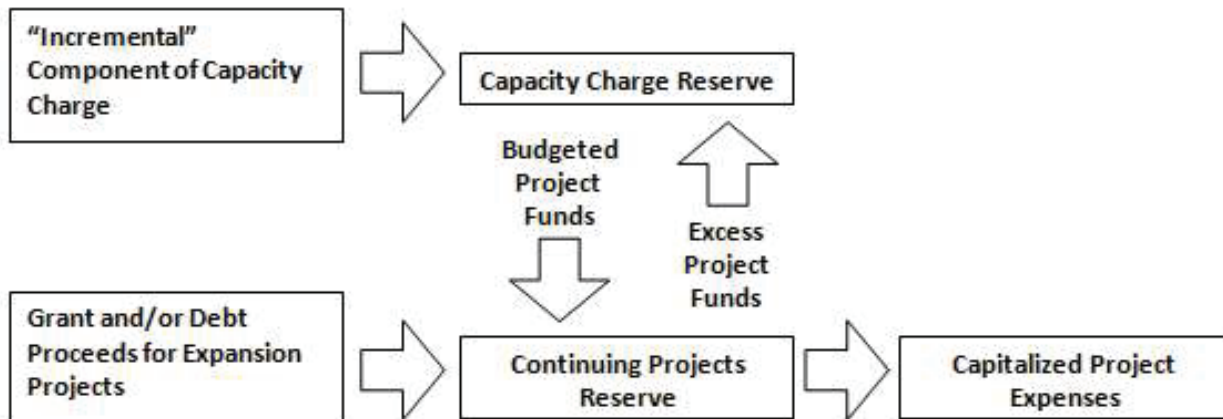 “Incremental”
Component of Capacity
Charge
Capacity Charge Reserve
Budgeted
Project
Funds
Excess
Project
Funds
Grant and/or Debt
Proceeds for Expansion
Projects
Continuing Projects
Reserve
Capitalized Project
Expenses